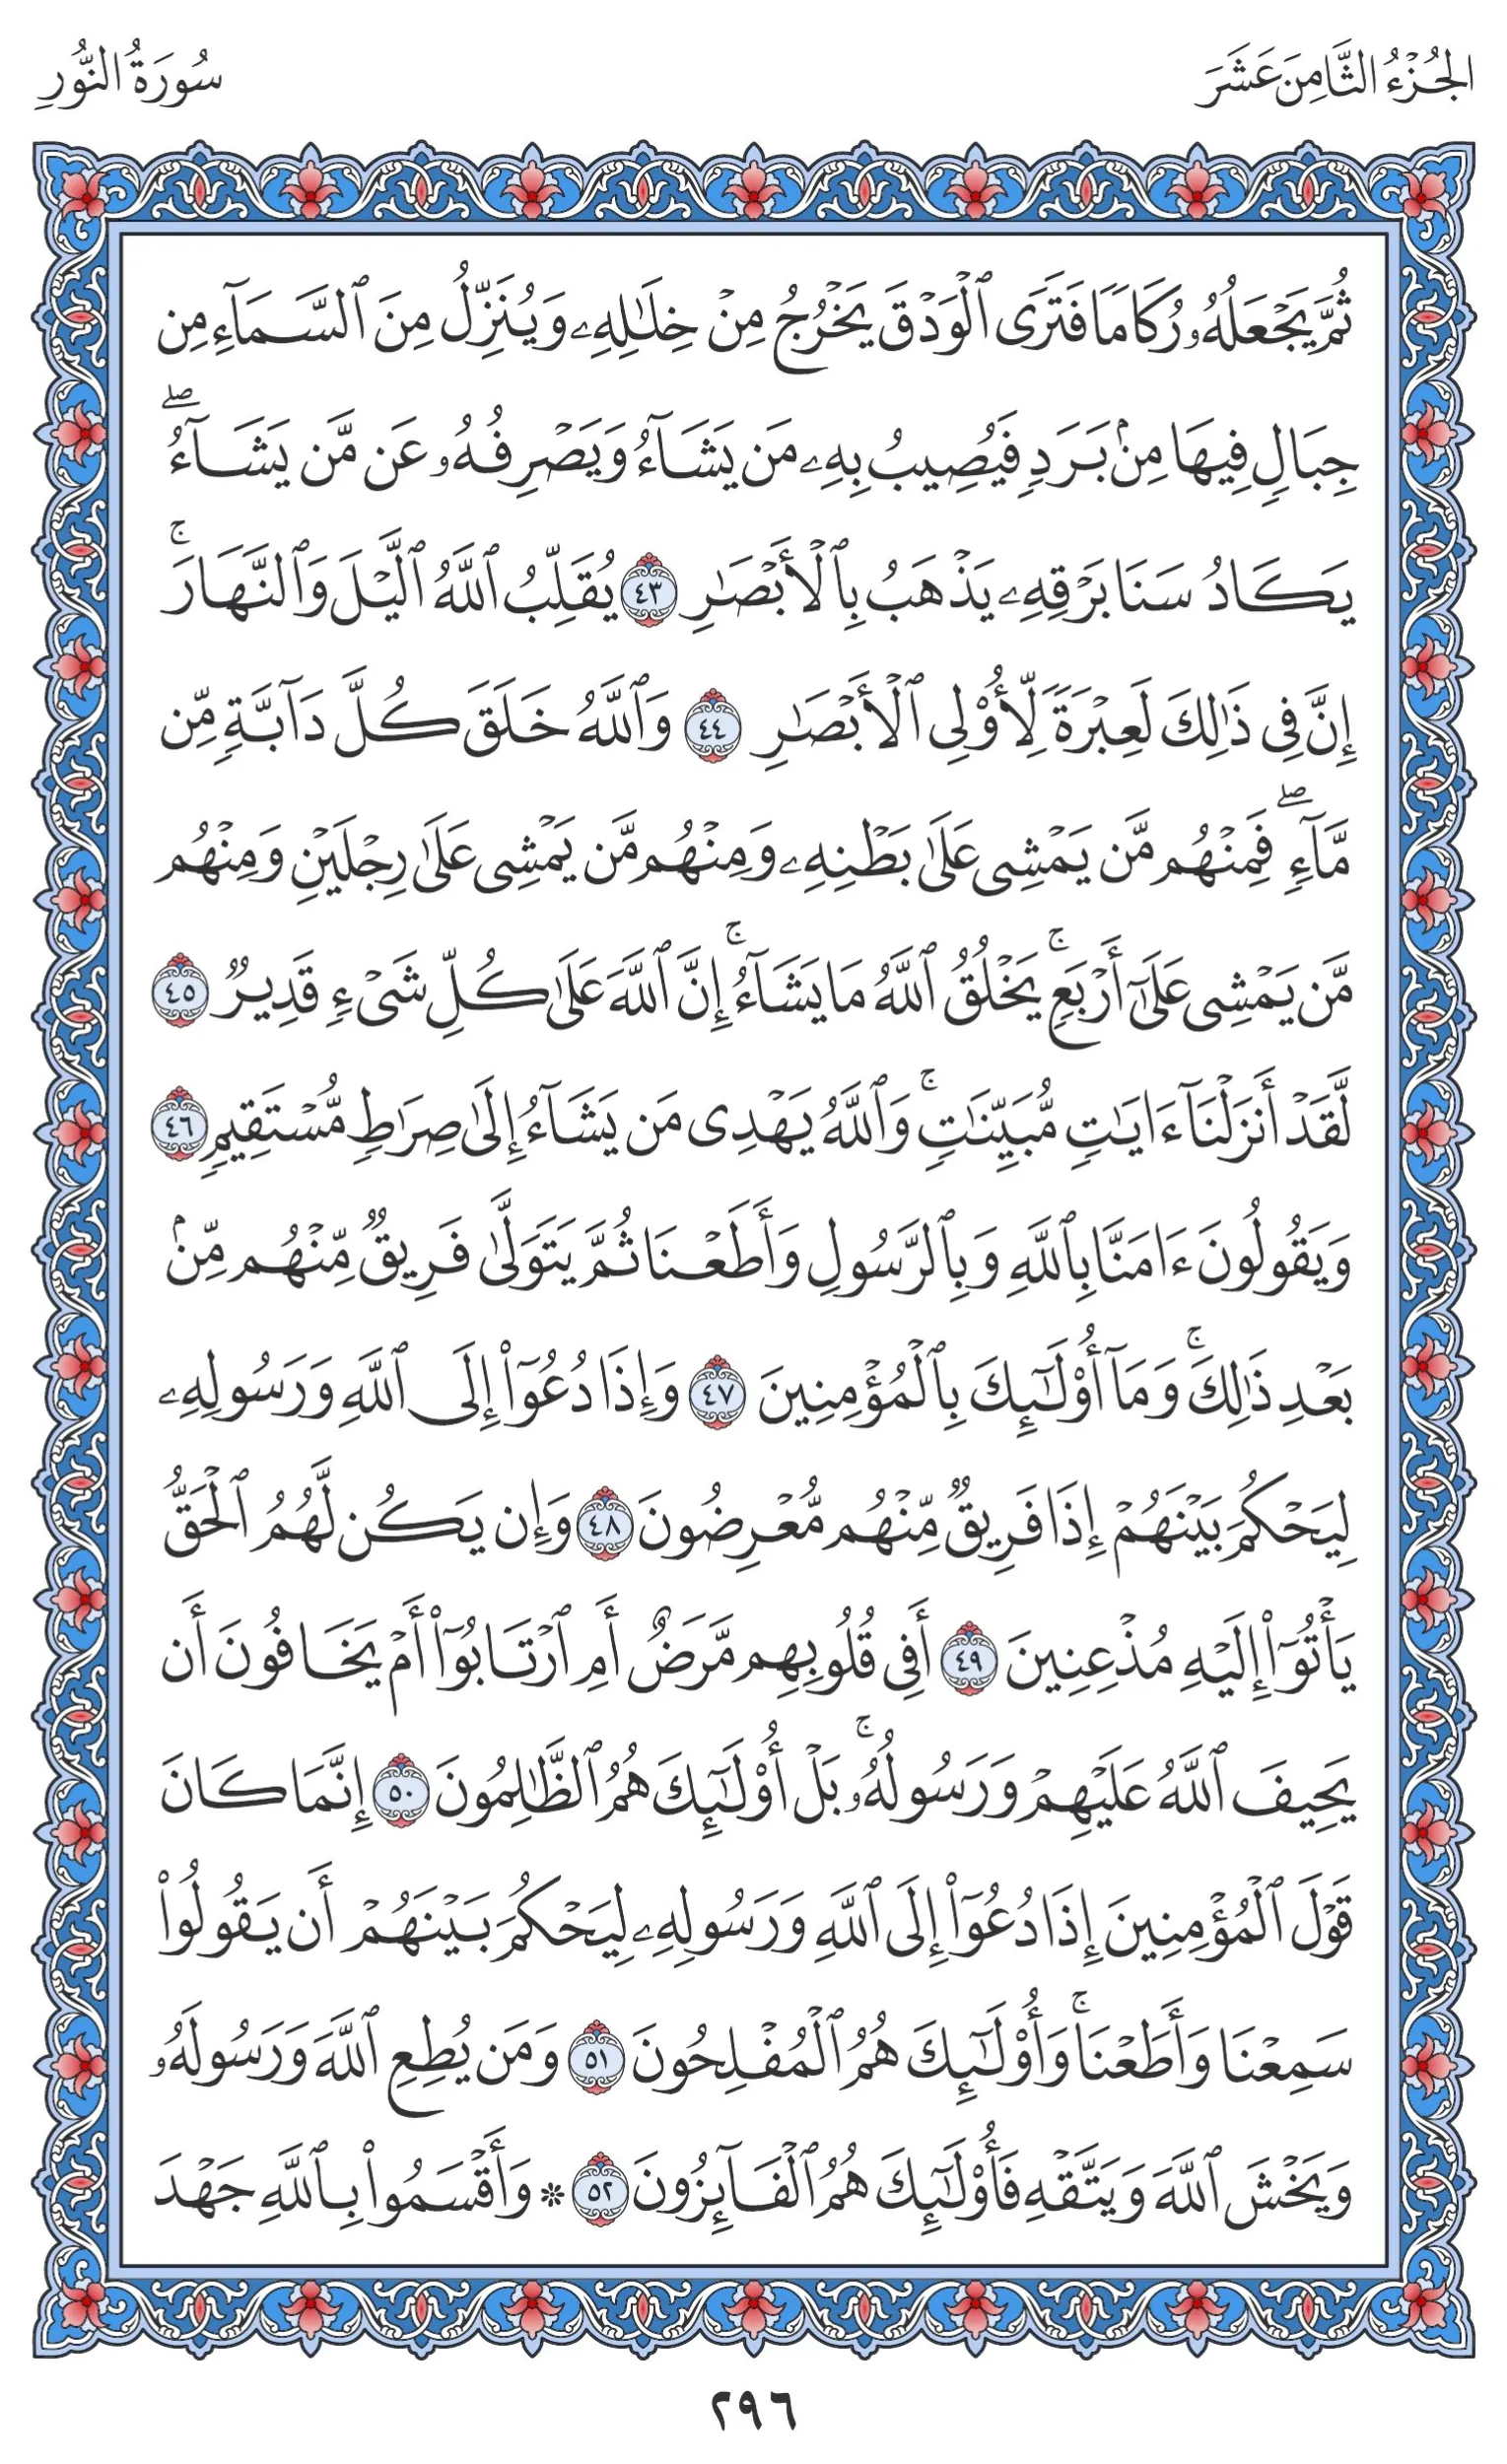 الجُزْءُ الثَّامِنَ عَشَرَ
سُورَةُ النُّورِ
ثُمَّ يَجْعَلُهُۥ رُكَامًا فَتَرَى ٱلْوَدْقَ يَخْرُجُ مِنْ خِلَٰلِهِۦ وَيُنَزِّلُ مِنَ ٱلسَّمَآءِ مِن
جِبَالٍ فِيهَا مِنۢ بَرَدٍ فَيُصِيبُ بِهِۦ مَن يَشَآءُ وَيَصْرِفُهُۥ عَن مَّن يَشَآءُۖ
يَكَادُ سَنَا بَرْقِهِۦ يَذْهَبُ بِٱلْأَبْصَٰرِ ٤٣ يُقَلِّبُ ٱللَّهُ ٱلَّيْلَ وَٱلنَّهَارَۚ
إِنَّ فِى ذَٰلِكَ لَعِبْرَةً لِّأُو۟لِى ٱلْأَبْصَٰرِ ٤٤ وَٱللَّهُ خَلَقَ كُلَّ دَآبَّةٍ مِّن
مَّآءٍۖ فَمِنْهُم مَّن يَمْشِى عَلَىٰ بَطْنِهِۦ وَمِنْهُم مَّن يَمْشِى عَلَىٰ رِجْلَيْنِ وَمِنْهُم
مَّن يَمْشِى عَلَىٰٓ أَرْبَعٍۚ يَخْلُقُ ٱللَّهُ مَا يَشَآءُۚ إِنَّ ٱللَّهَ عَلَىٰ كُلِّ شَىْءٍ قَدِيرٌ ٤٥
لَّقَدْ أَنزَلْنَآ ءَايَٰتٍ مُّبَيِّنَٰتٍۚ وَٱللَّهُ يَهْدِى مَن يَشَآءُ إِلَىٰ صِرَٰطٍ مُّسْتَقِيمٍ ٤٦
وَيَقُولُونَ ءَامَنَّا بِٱللَّهِ وَبِٱلرَّسُولِ وَأَطَعْنَا ثُمَّ يَتَوَلَّىٰ فَرِيقٌ مِّنْهُم مِّنۢ
بَعْدِ ذَٰلِكَۚ وَمَآ أُو۟لَٰٓئِكَ بِٱلْمُؤْمِنِينَ ٤٧ وَإِذَا دُعُوٓا۟ إِلَى ٱللَّهِ وَرَسُولِهِۦ
لِيَحْكُمَ بَيْنَهُمْ إِذَا فَرِيقٌ مِّنْهُم مُّعْرِضُونَ ٤٨ وَإِن يَكُن لَّهُمُ ٱلْحَقُّ
يَأْتُوٓا۟ إِلَيْهِ مُذْعِنِينَ ٤٩ أَفِى قُلُوبِهِم مَّرَضٌ أَمِ ٱرْتَابُوٓا۟ أَمْ يَخَافُونَ أَن
يَحِيفَ ٱللَّهُ عَلَيْهِمْ وَرَسُولُهُۥۚ بَلْ أُو۟لَٰٓئِكَ هُمُ ٱلظَّٰلِمُونَ ٥٠ إِنَّمَا كَانَ
قَوْلَ ٱلْمُؤْمِنِينَ إِذَا دُعُوٓا۟ إِلَى ٱللَّهِ وَرَسُولِهِۦ لِيَحْكُمَ بَيْنَهُمْ أَن يَقُولُوا۟
سَمِعْنَا وَأَطَعْنَاۚ وَأُو۟لَٰٓئِكَ هُمُ ٱلْمُفْلِحُونَ ٥١ وَمَن يُطِعِ ٱللَّهَ وَرَسُولَهُۥ
وَيَخْشَ ٱللَّهَ وَيَتَّقْهِ فَأُو۟لَٰٓئِكَ هُمُ ٱلْفَآئِزُونَ ٥٢ ۞ وَأَقْسَمُوا۟ بِٱللَّهِ جَهْدَ
٢٩٦